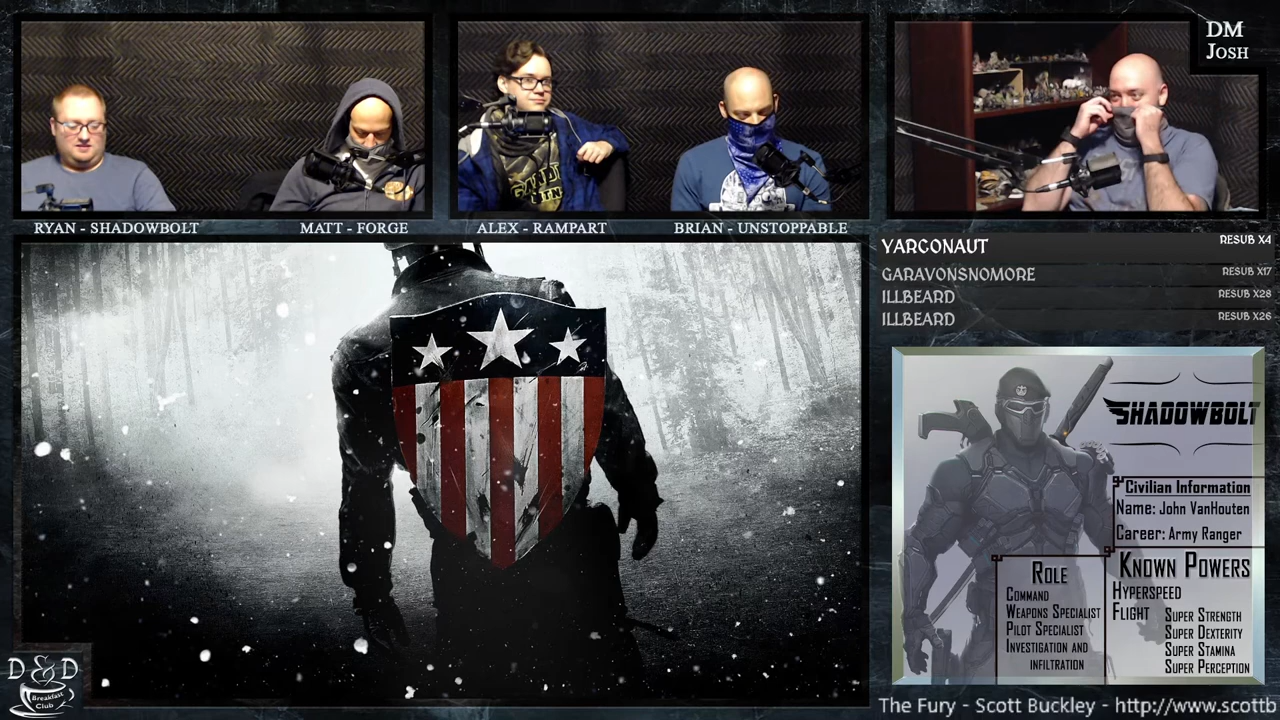 DM
JOSH
RYAN - SHADOWBOLT
MATT - FORGE
ALEX - RAMPART
BRIAN - UNSTOPPABLE
YARCONAUT
RESUB X4
GARAVONSNOMORE
RESUB X17
ILLBEARD
RESUB X28
ILLBEARD
RESUB X26
SHADOWBOLT
Civilian Information
Name: John VanHouten
Career: Army Ranger
ROLE
COMMAND
WEAPONS SPECIALIST
PILOT SPECIALIST
INVESTIGATION AND
INFILTRATION
KNOWN POWERS
HYPERSPEED
FLIGHT
SUPER STRENGTH
SUPER DEXTERITY
SUPER STAMINA
SUPER PERCEPTION
D & D
Breakfast
Club
The Fury - Scott Buckley - http://www.scottb